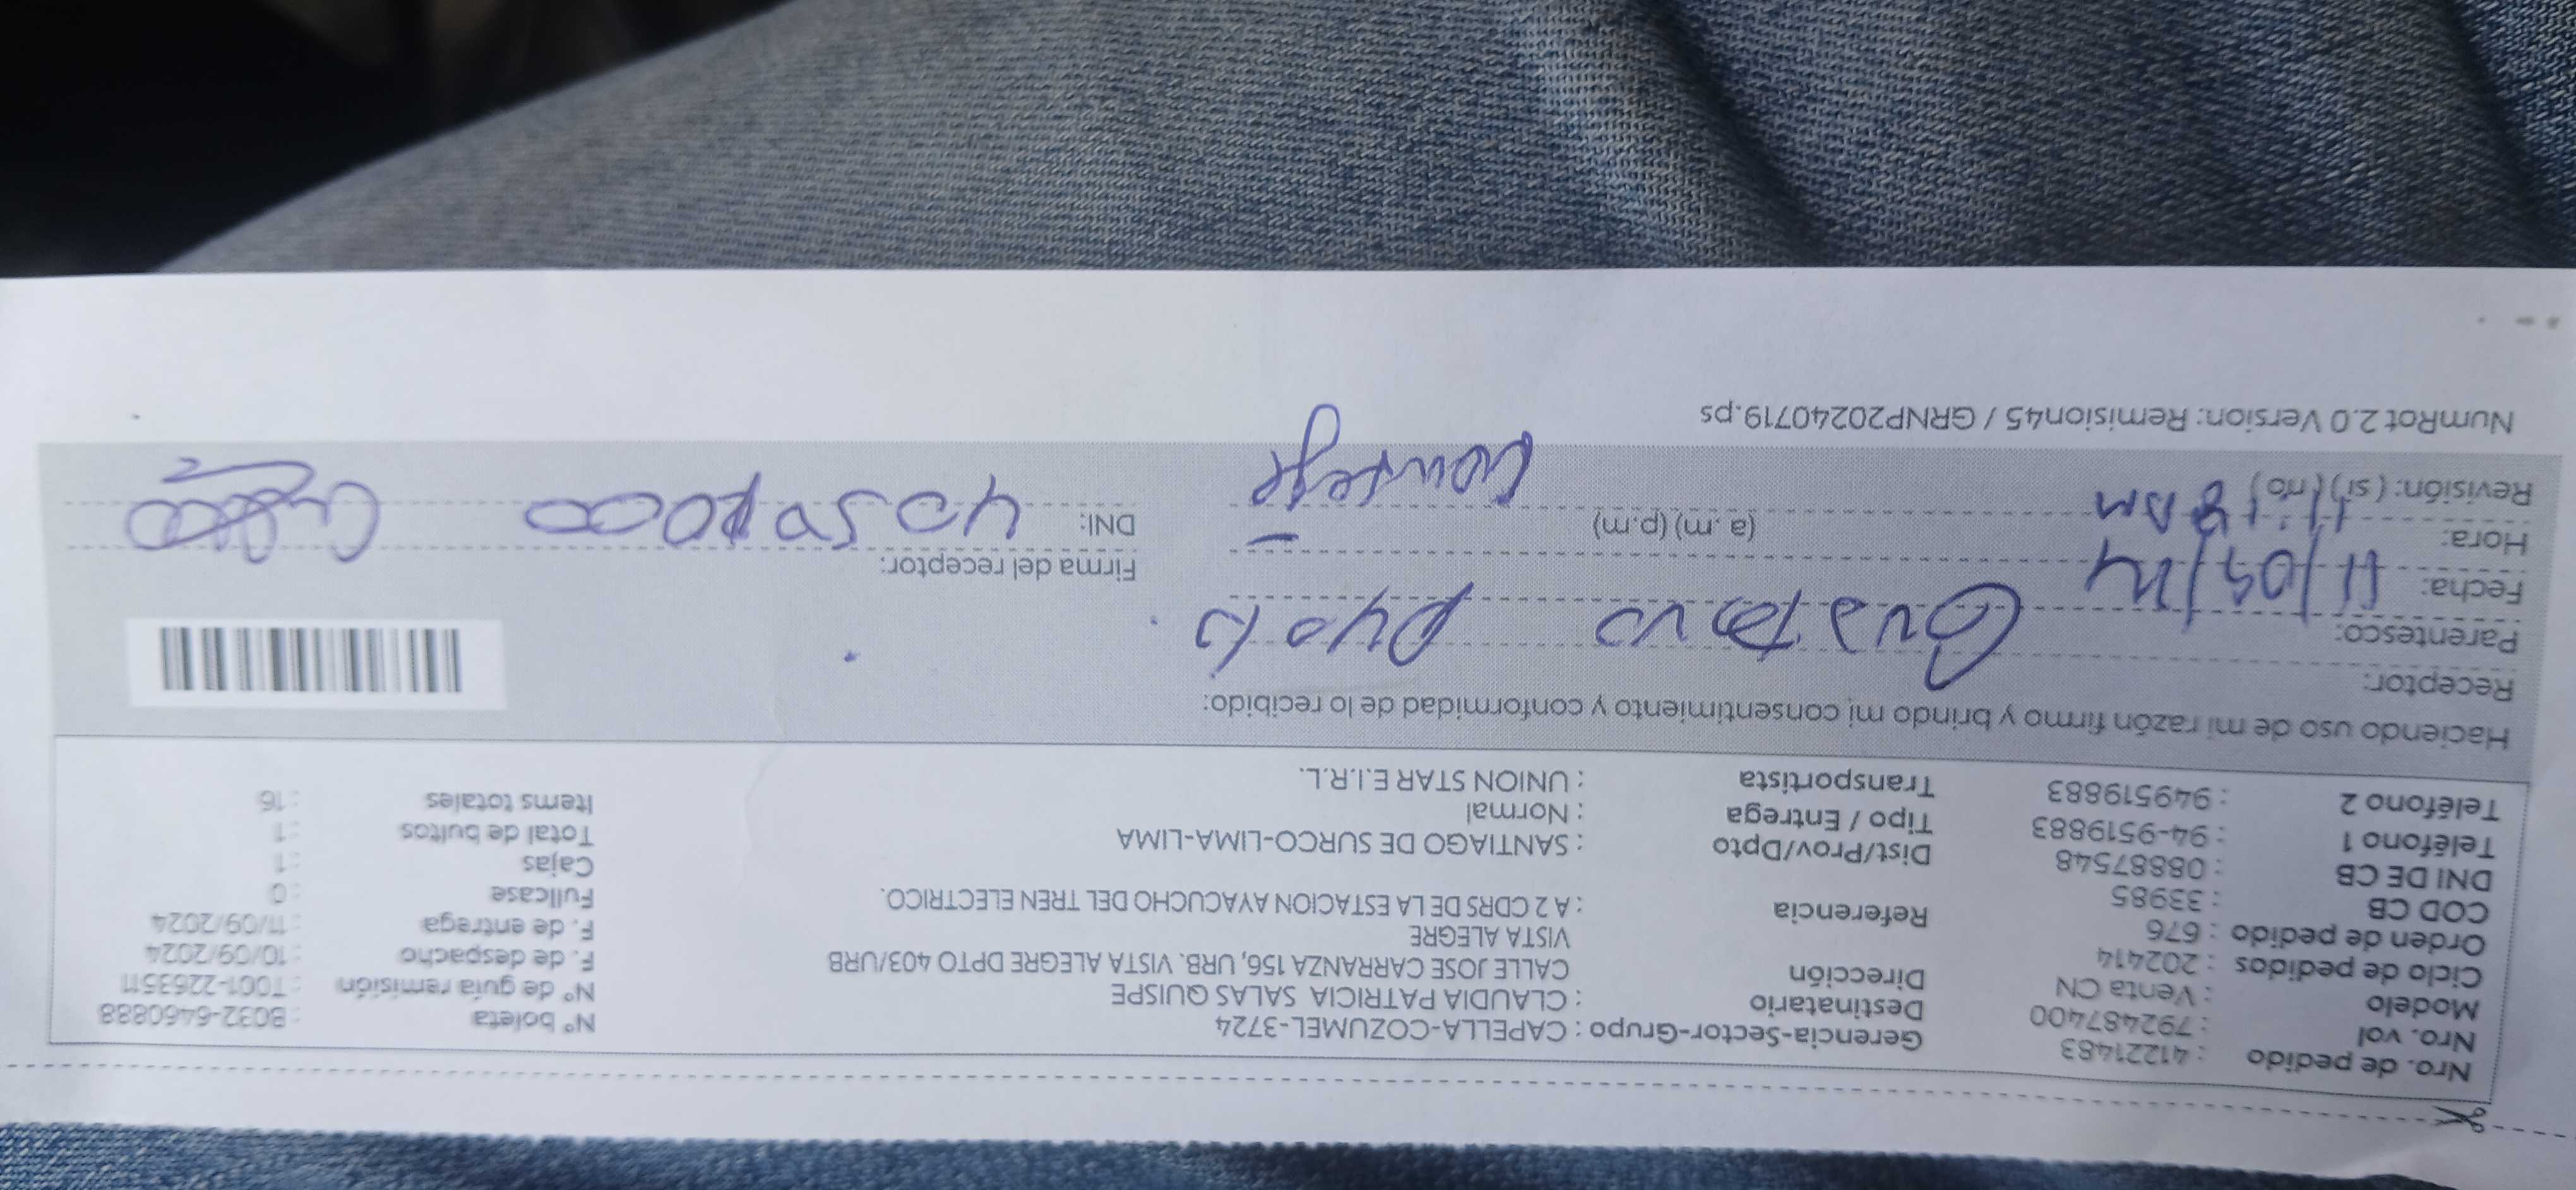 Nro. de pedido : 41221483
Nro. vol : 792487400
Modelo : Venta CN
Ciclo de pedidos : 202414
Orden de pedido : 676
COD CB : 33985
DNI DE CB : 08887548
Teléfono 1 : 94-9519883
Teléfono 2 : 949519883
Gerencia-Sector-Grupo : CAPELLA-COZUMEL-3724
Destinatario : CLAUDIA PATRICIA SALAS QUISPE
Dirección CALLE JOSE CARRANZA 156, URB. VISTA ALEGRE DPTO 403/URB
VISTA ALEGRE
Referencia : A 2 CDRS DE LA ESTACION AYACUCHO DEL TREN ELECTRICO.
Dist/Prov/Dpto : SANTIAGO DE SURCO-LIMA-LIMA
Tipo / Entrega : Normal
Transportista : UNION STAR E.I.R.L.
N° boleta : B032-6460888
N° de guía remisión : T001-2263511
F. de despacho : 10/09/2024
F. de entrega : 11/09/2024
Fullcase : 0
Cajas : 1
Total de bultos : 1
Items totales : 16
Haciendo uso de mi razón firmo y brindo mi consentimiento y conformidad de lo recibido:
Receptor:
Parentesco: Gustavo
Fecha: 11/09/24
Hora: 11:18 am (a. m) (p.m)
Revisión: (si) (no)
Firma del receptor:
DNI:
NumRot 2.0 Version: Remision45 / GRNP20240719.ps